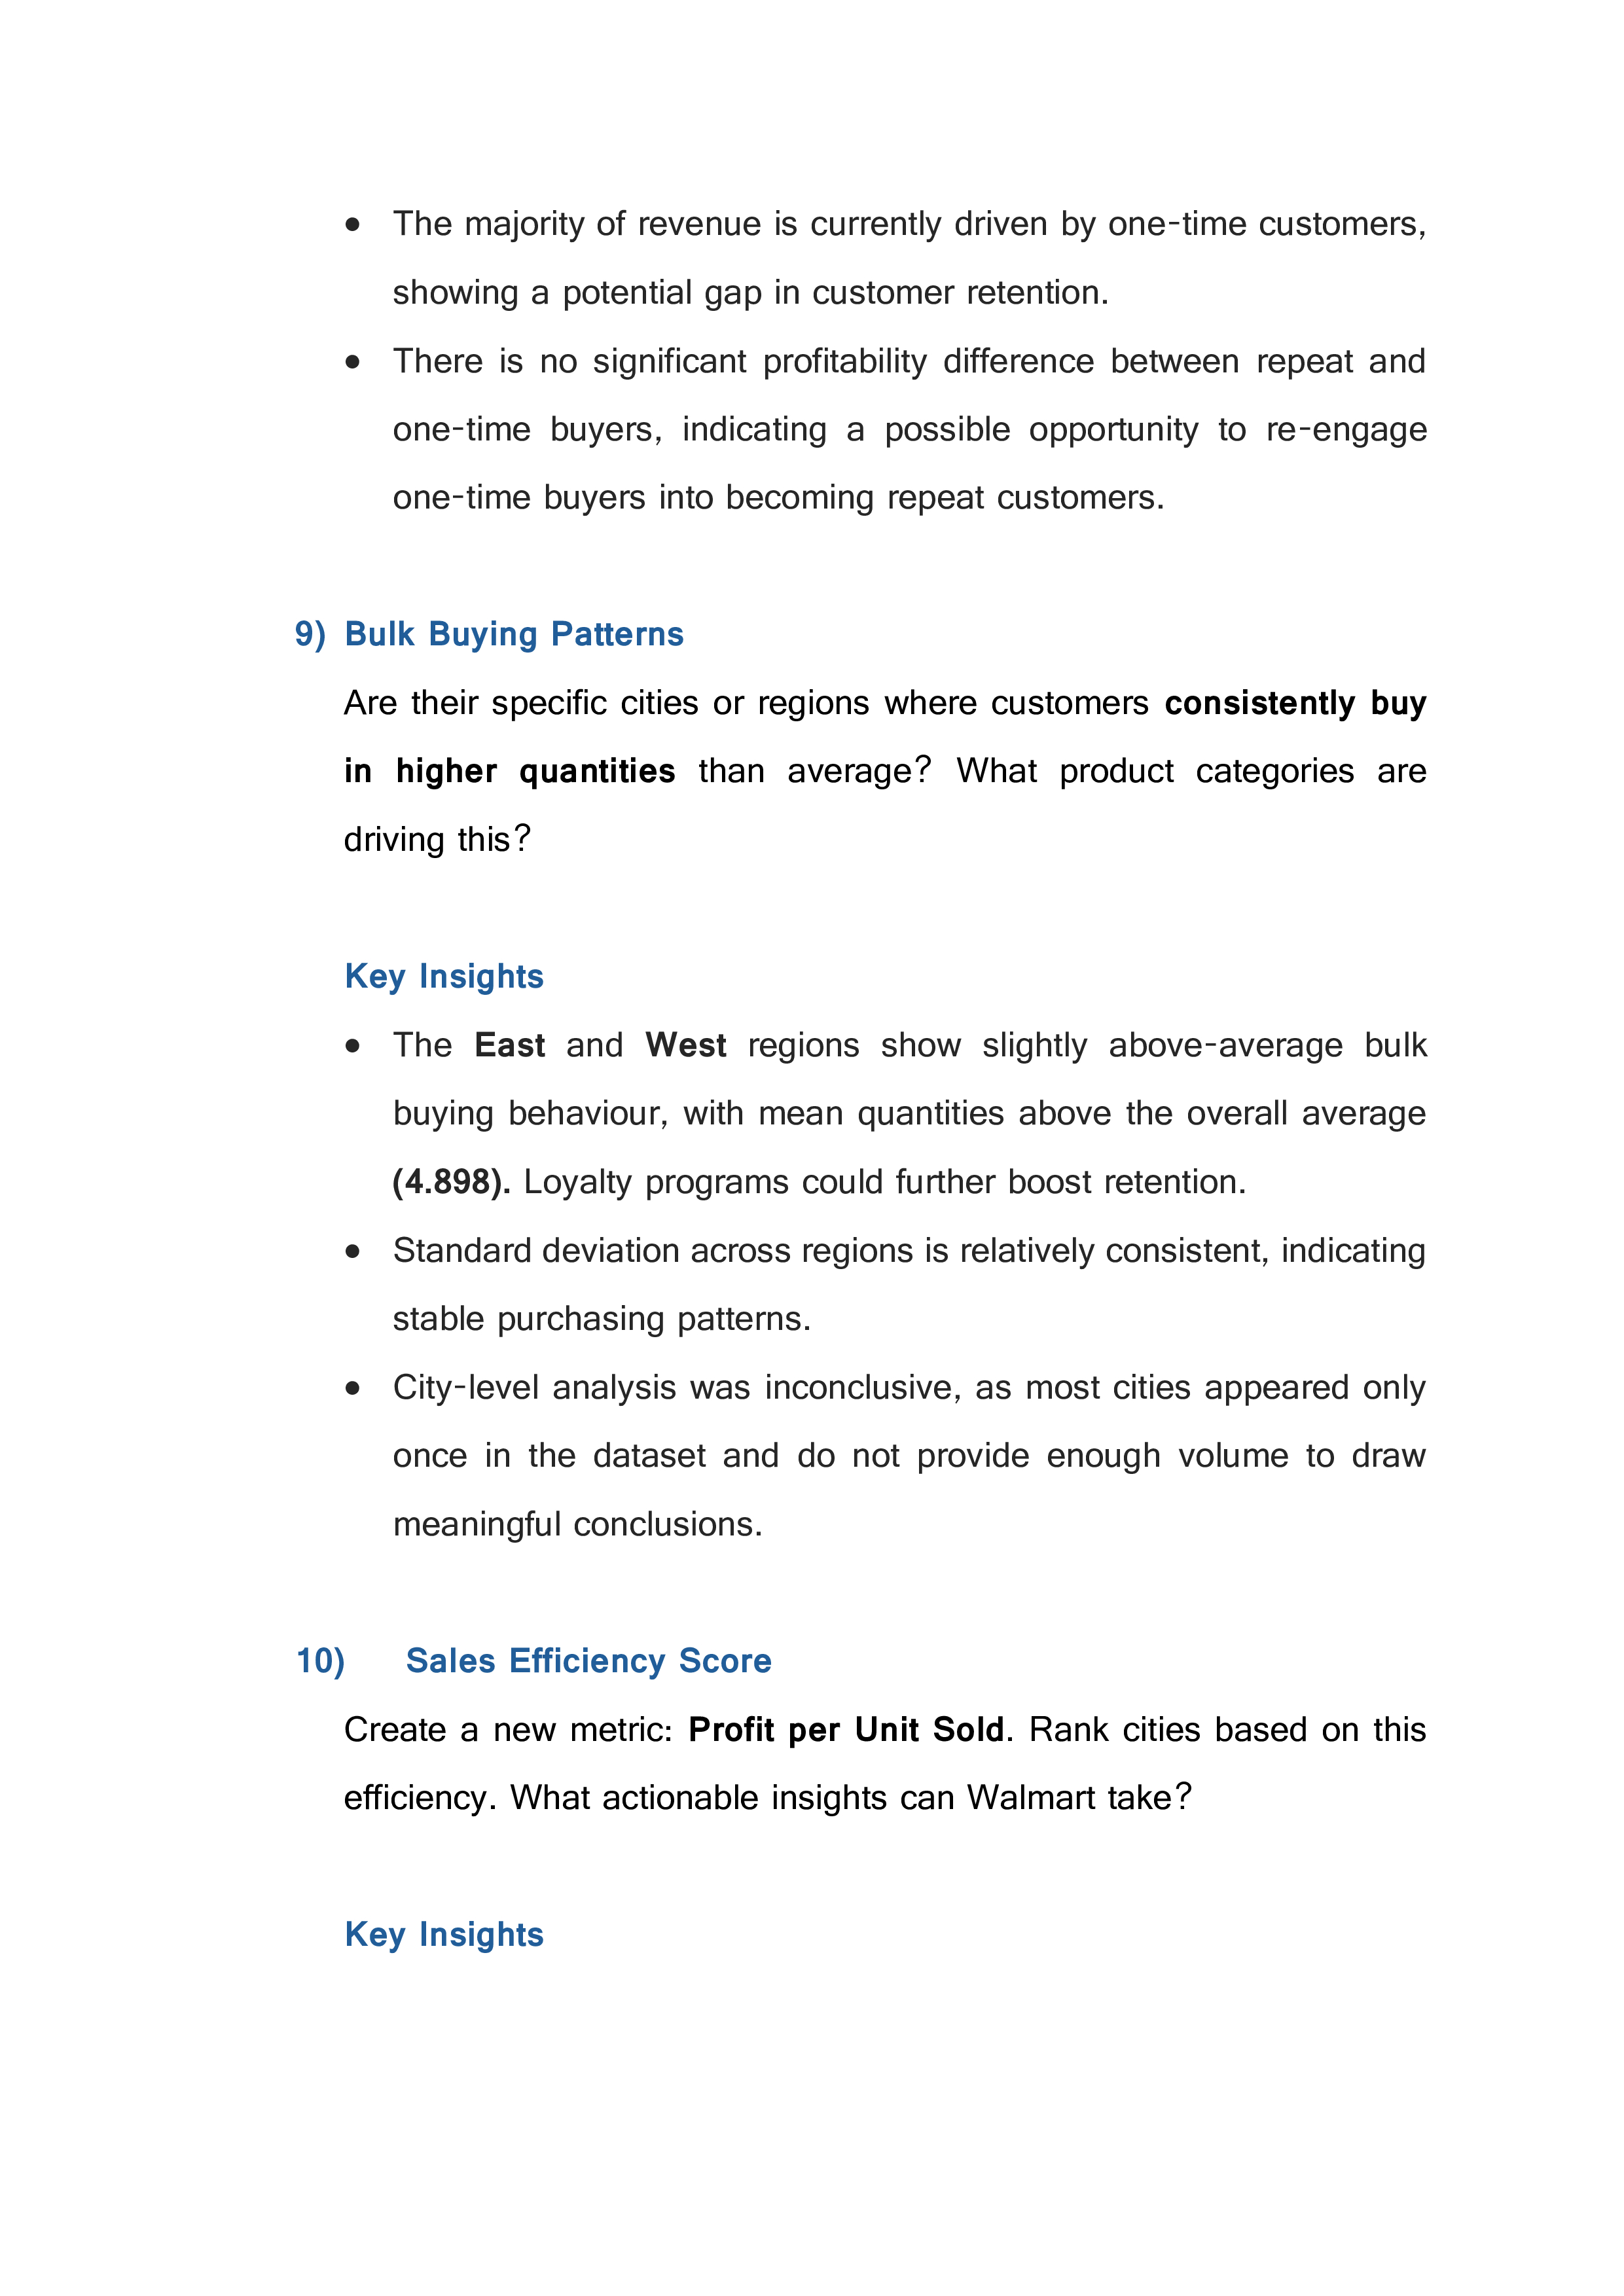 • The majority of revenue is currently driven by one-time customers,
showing a potential gap in customer retention.
• There is no significant profitability difference between repeat and
one-time buyers, indicating a possible opportunity to re-engage
one-time buyers into becoming repeat customers.
9) Bulk Buying Patterns
Are their specific cities or regions where customers consistently buy
in higher quantities than average? What product categories are
driving this?
Key Insights
• The East and West regions show slightly above-average bulk
buying behaviour, with mean quantities above the overall average
(4.898). Loyalty programs could further boost retention.
• Standard deviation across regions is relatively consistent, indicating
stable purchasing patterns.
• City-level analysis was inconclusive, as most cities appeared only
once in the dataset and do not provide enough volume to draw
meaningful conclusions.
10) Sales Efficiency Score
Create a new metric: Profit per Unit Sold. Rank cities based on this
efficiency. What actionable insights can Walmart take?
Key Insights